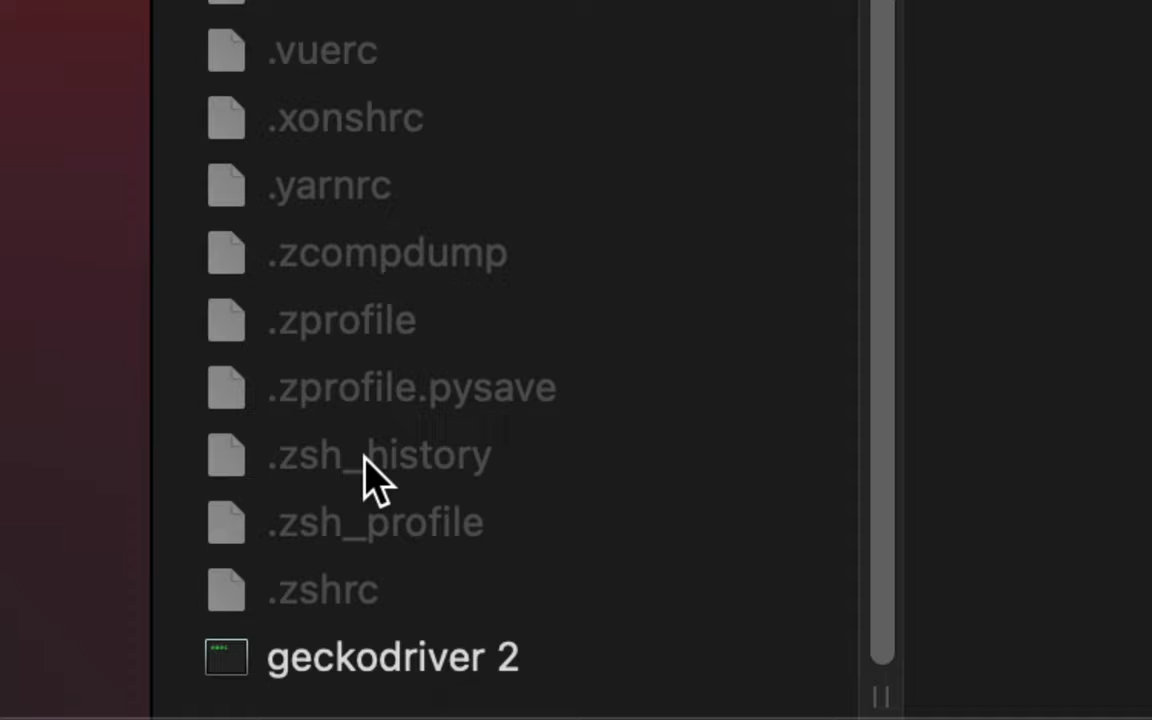 .vuerc
.xonshrc
.yarnrc
.zcompdump
.zprofile
.zprofile.pysave
.zsh_history
.zsh_profile
.zshrc
geckodriver 2